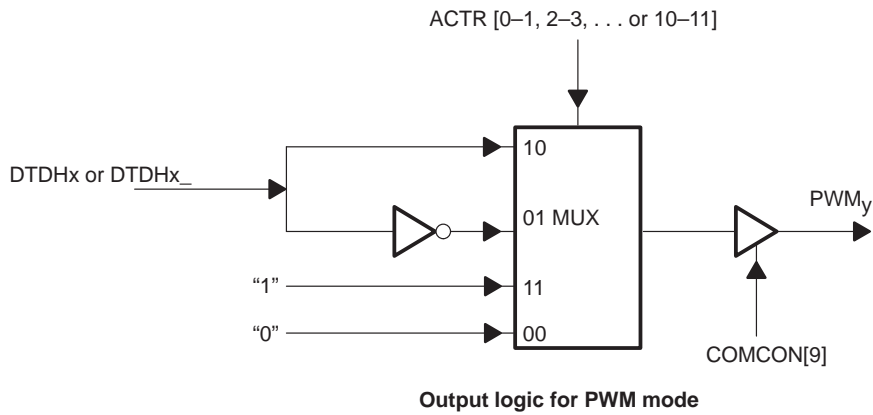 ACTR [0–1, 2–3, . . . or 10–11]
DTDHx or DTDHx_
10
01 MUX
PWMy
“1”
11
“0”
00
COMCON[9]
Output logic for PWM mode